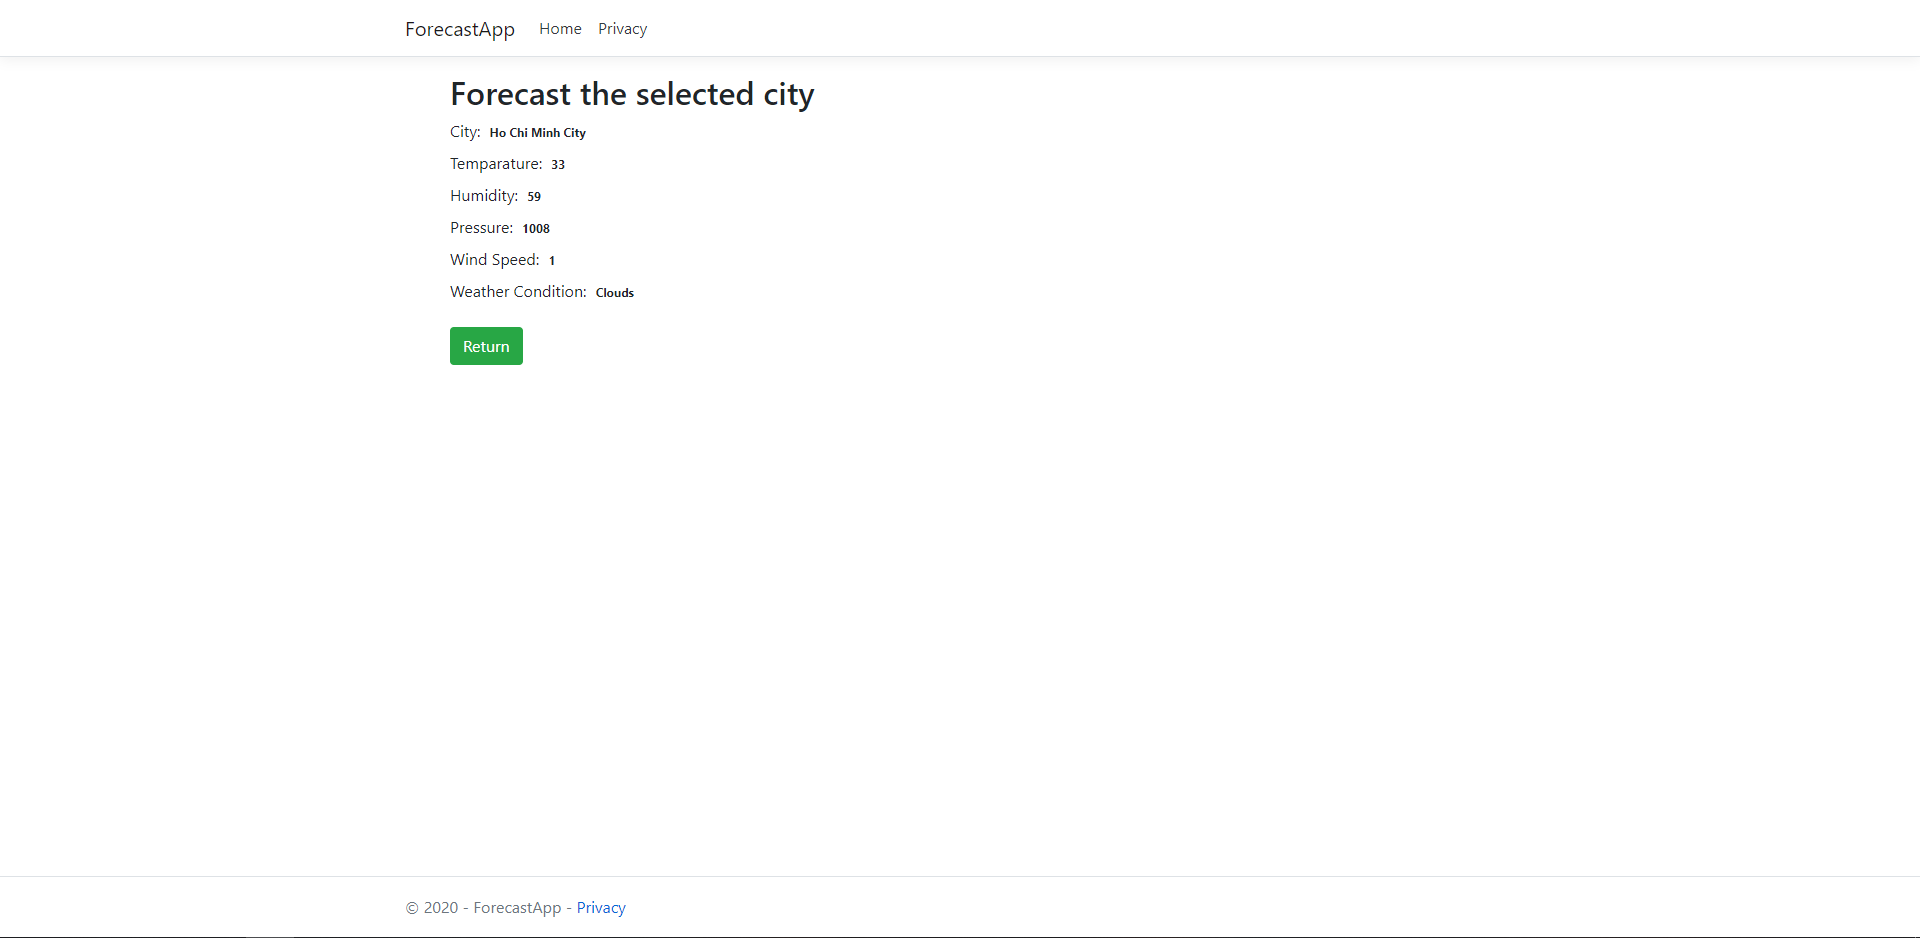 ForecastApp Home Privacy
Forecast the selected city
City: Ho Chi Minh City
Temparature: 33
Humidity: 59
Pressure: 1008
Wind Speed: 1
Weather Condition: Clouds
Return
© 2020 - ForecastApp - Privacy